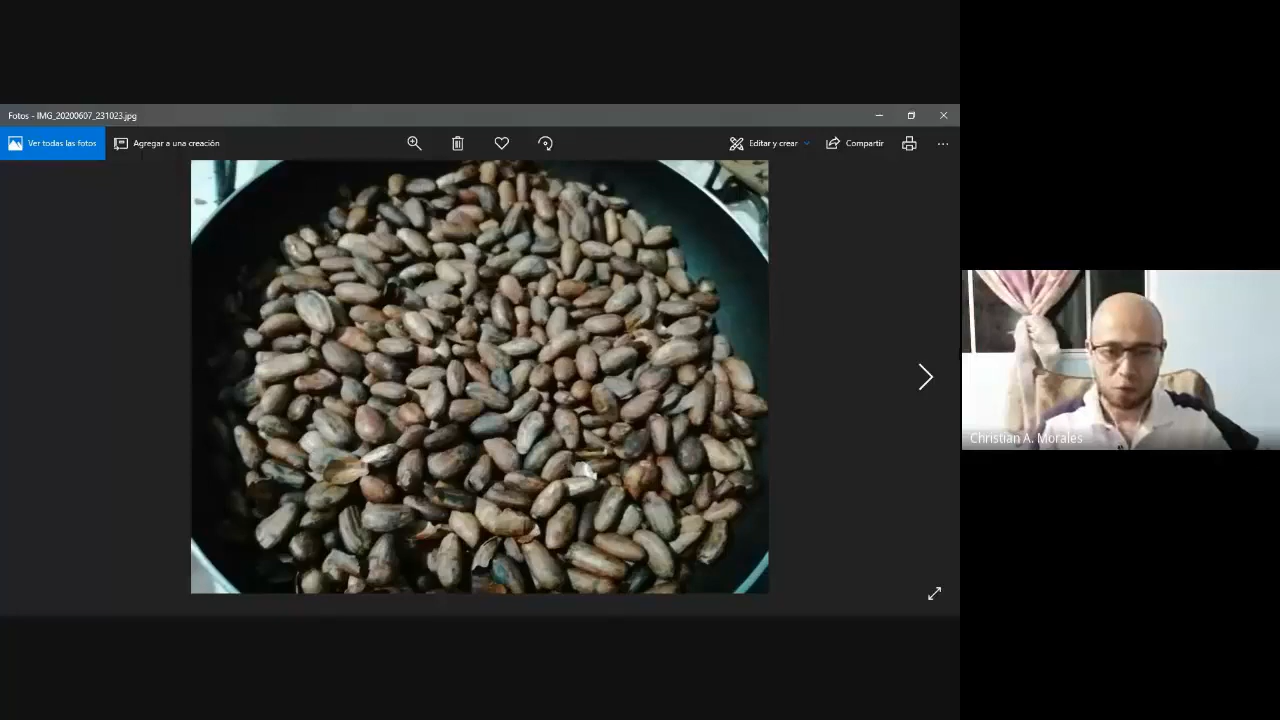 Fotos - IMG_20200607_231023.jpg
Ver todas las fotos
Agregar a una creación
Editar y crear
Compartir
Christian A. Morales